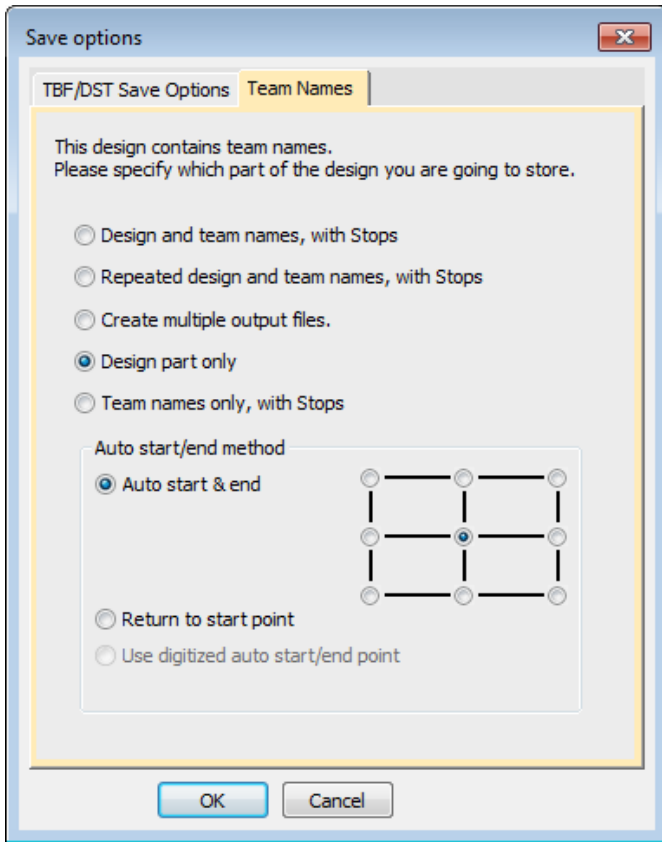 Save options
TBF/DST Save Options Team Names
This design contains team names.
Please specify which part of the design you are going to store.
Design and team names, with Stops
Repeated design and team names, with Stops
Create multiple output files.
Design part only
Team names only, with Stops
Auto start/end method
Auto start & end
Return to start point
Use digitized auto start/end point
OK Cancel